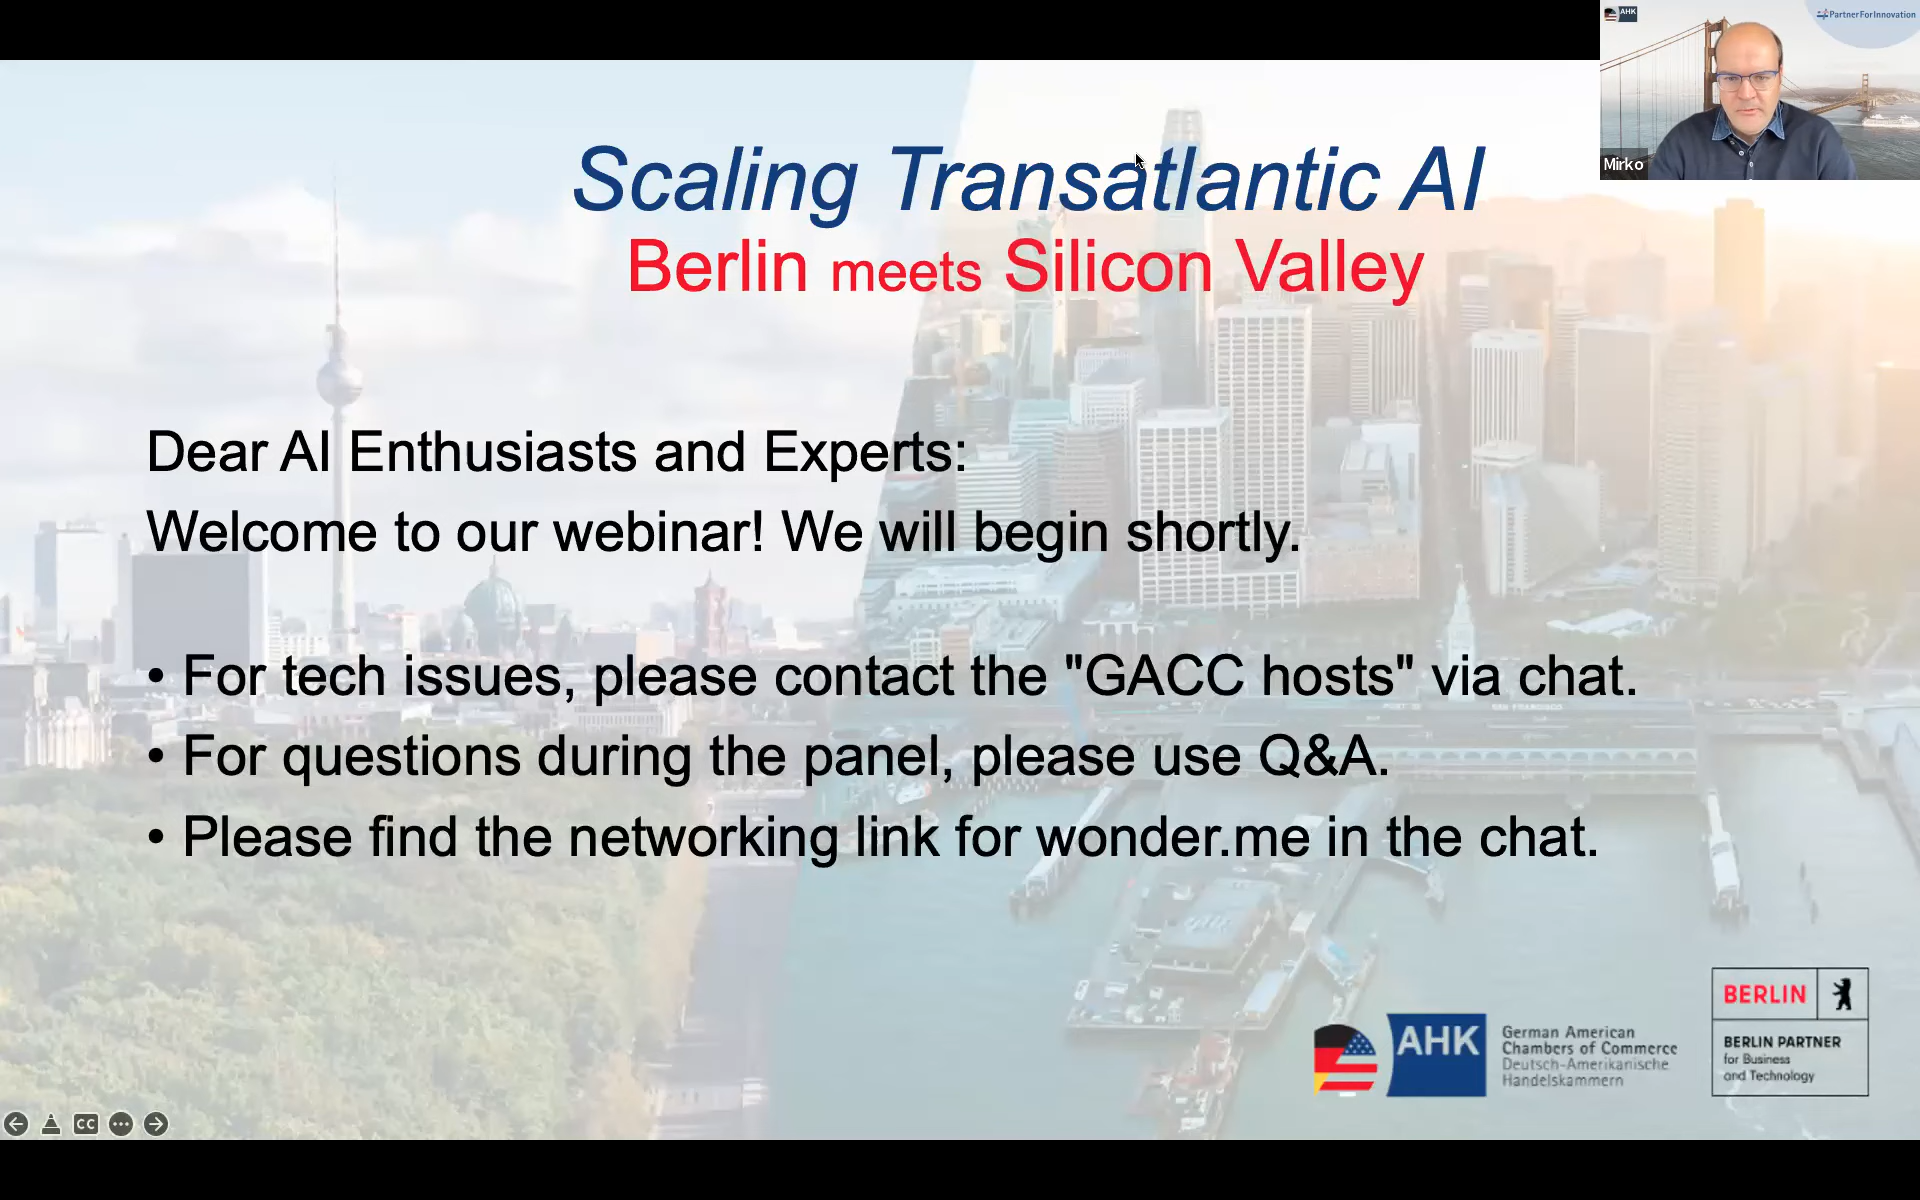 AHK
PartnerForInnovation
Mirko
Scaling Transatlantic AI
Berlin meets Silicon Valley
Dear AI Enthusiasts and Experts:
Welcome to our webinar! We will begin shortly.
• For tech issues, please contact the "GACC hosts" via chat.
• For questions during the panel, please use Q&A.
• Please find the networking link for wonder.me in the chat.
AHK
German American
Chambers of Commerce
Deutsch-Amerikanische
Handelskammern
BERLIN
BERLIN PARTNER
for Business
and Technology
CC
SAN FRANCISCO